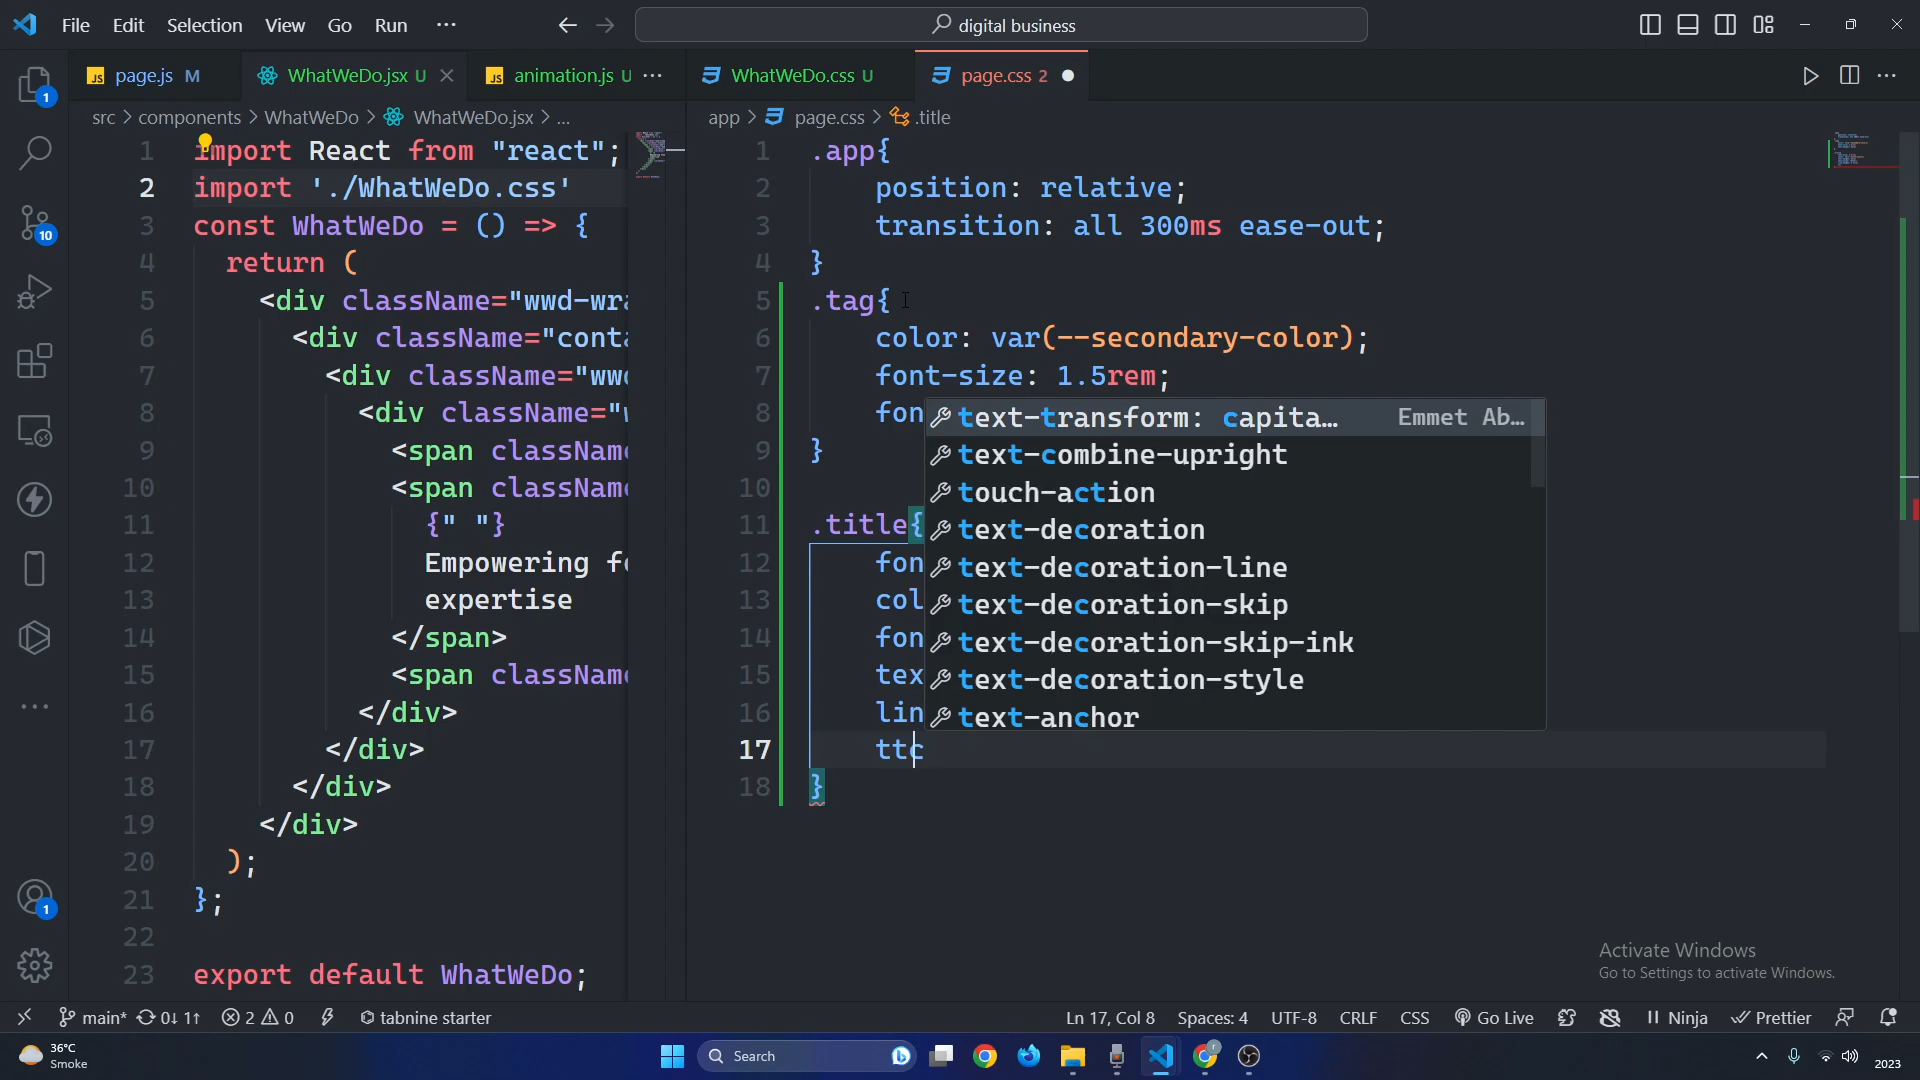 File Edit Selection View Go Run ··· digital business
JS page.js M WhatWeDo.jsx U JS animation.js U ··· WhatWeDo.css U page.css 2
src > components > WhatWeDo > WhatWeDo.jsx > ...
app > page.css > .title
1 import React from "react";
2 import './WhatWeDo.css'
3 const WhatWeDo = () => {
4 return (
5 <div className="wwd-wra
6 <div className="conta
7 <div className="wwd
8 <div className="w
9 <span classNam
10 <span classNam
11 {" "}
12 Empowering fo
13 expertise
14 </span>
15 <span classNam
16 </div>
17 </div>
18 </div>
19 </div>
20 );
21 };
22
23 export default WhatWeDo;
1 .app{
2 position: relative;
3 transition: all 300ms ease-out;
4 }
5 .tag{
6 color: var(--secondary-color);
7 font-size: 1.5rem;
8 fon
9 }
10
11 .title{
12 fon
13 col
14 fon
15 tex
16 lin
17 ttc
18 }
text-transform: capita… Emmet Ab…
text-combine-upright
touch-action
text-decoration
text-decoration-line
text-decoration-skip
text-decoration-skip-ink
text-decoration-style
text-anchor
1
10
1
Activate Windows
Go to Settings to activate Windows.
main* 0↓ 1↑ 2 0 tabnine starter Ln 17, Col 8 Spaces: 4 UTF-8 CRLF CSS Go Live Ninja Prettier
36°C
Smoke
Search
2023